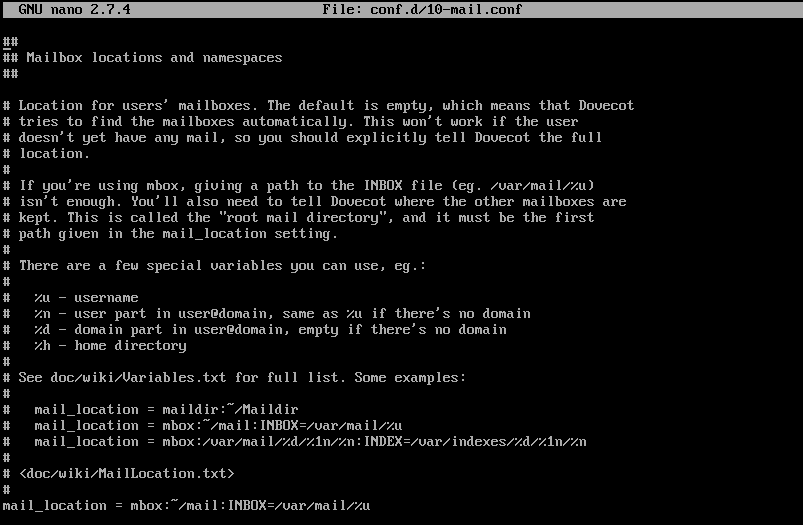 GNU nano 2.7.4 File: conf.d/10-mail.conf
##
## Mailbox locations and namespaces
##
# Location for users' mailboxes. The default is empty, which means that Dovecot
# tries to find the mailboxes automatically. This won't work if the user
# doesn't yet have any mail, so you should explicitly tell Dovecot the full
# location.
#
# If you're using mbox, giving a path to the INBOX file (eg. /var/mail/%u)
# isn't enough. You'll also need to tell Dovecot where the other mailboxes are
# kept. This is called the "root mail directory", and it must be the first
# path given in the mail_location setting.
#
# There are a few special variables you can use, eg.:
#
#   %u - username
#   %n - user part in user@domain, same as %u if there's no domain
#   %d - domain part in user@domain, empty if there's no domain
#   %h - home directory
#
# See doc/wiki/Variables.txt for full list. Some examples:
#
#   mail_location = maildir:~/Maildir
#   mail_location = mbox:~/mail:INBOX=/var/mail/%u
#   mail_location = mbox:/var/mail/%d/%1n/%n:INDEX=/var/indexes/%d/%1n/%n
#
# <doc/wiki/MailLocation.txt>
#
mail_location = mbox:~/mail:INBOX=/var/mail/%u